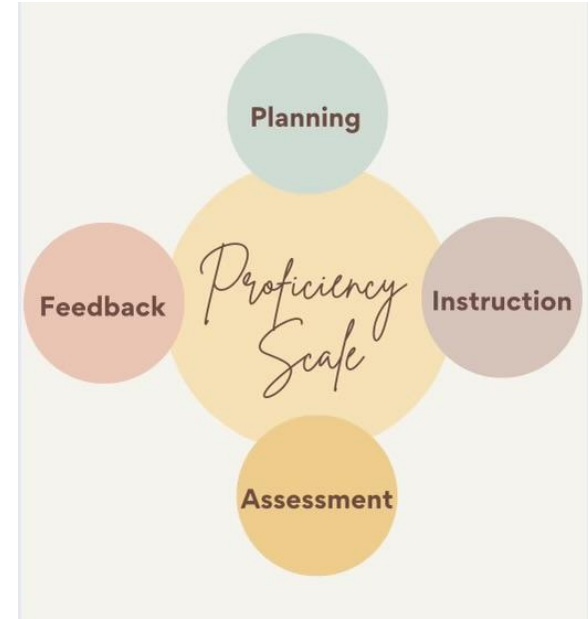 Planning
Feedback
Proficiency
Scale
Instruction
Assessment